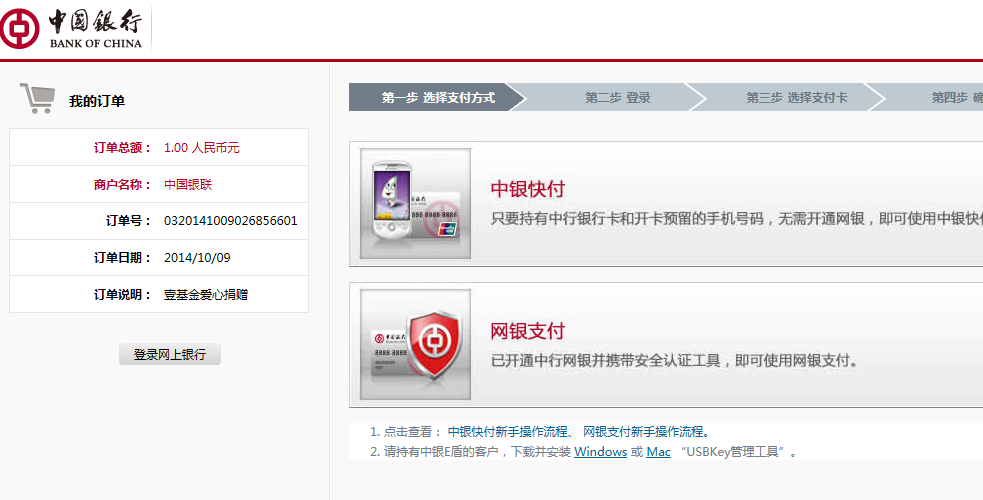 中國銀行
BANK OF CHINA
我的订单
订单总额： 1.00 人民币元
商户名称： 中国银联
订单号： 0320141009026856601
订单日期： 2014/10/09
订单说明： 壹基金爱心捐赠
登录网上银行
第一步 选择支付方式
第二步 登录
第三步 选择支付卡
第四步 确
中银快付
只要持有中行银行卡和开卡预留的手机号码，无需开通网银，即可使用中银快
8888 8888
网银支付
已开通中行网银并携带安全认证工具，即可使用网银支付。
8888 8888
1. 点击查看： 中银快付新手操作流程、 网银支付新手操作流程。
2. 请持有中银E盾的客户，下载并安装 Windows 或 Mac “USBKey管理工具”。